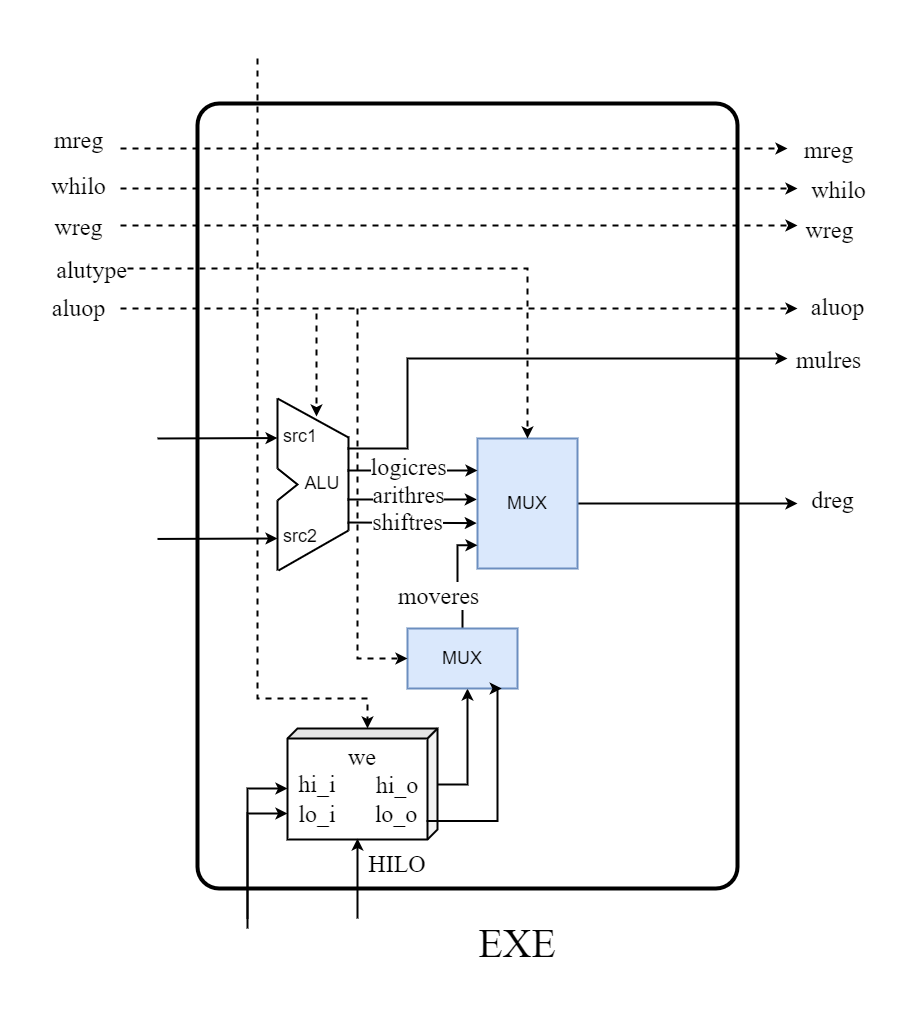 mreg
mreg
whilo
whilo
wreg
wreg
alutype
aluop
aluop
mulres
src1
logicres
ALU
arithres
MUX
dreg
shiftres
src2
moveres
MUX
we
hi_i
hi_o
lo_i
lo_o
HILO
EXE